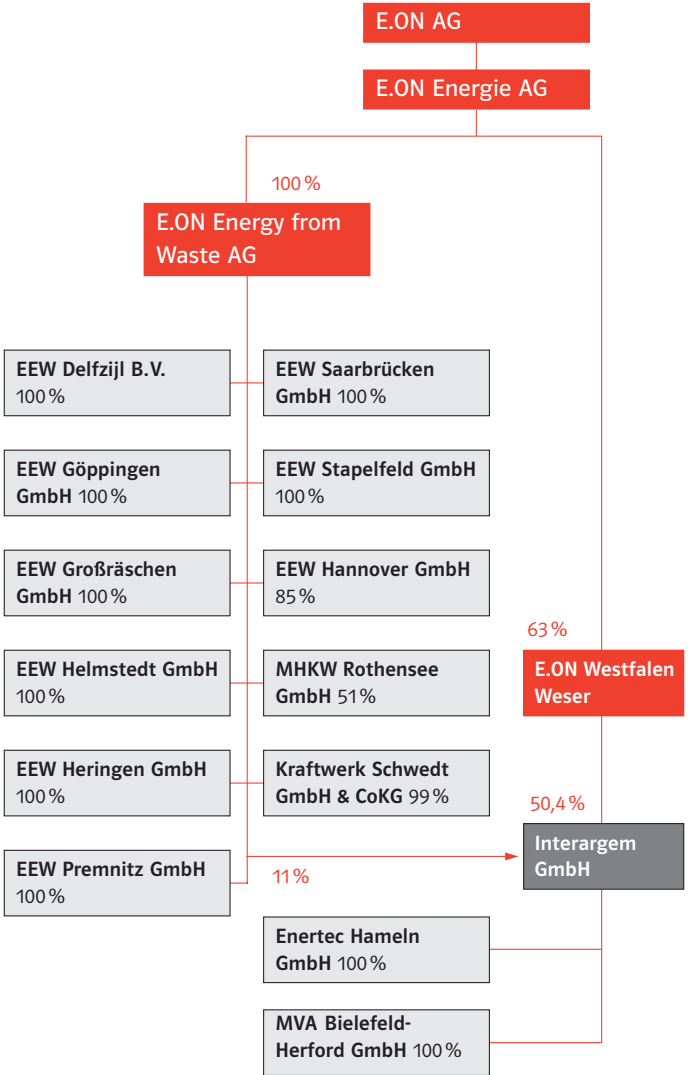 E.ON AG
E.ON Energie AG
100 %
E.ON Energy from
Waste AG
EEW Delfzijl B.V.
100 %
EEW Saarbrücken
GmbH 100 %
EEW Göppingen
GmbH 100 %
EEW Stapelfeld GmbH
100 %
EEW Großräschen
GmbH 100 %
EEW Hannover GmbH
85 %
63 %
EEW Helmstedt GmbH
100 %
MHKW Rothensee
GmbH 51 %
E.ON Westfalen
Weser
EEW Heringen GmbH
100 %
Kraftwerk Schwedt
GmbH & CoKG 99 %
50,4 %
Interargem
GmbH
EEW Premnitz GmbH
100 %
11 %
Enertec Hameln
GmbH 100 %
MVA Bielefeld-
Herford GmbH 100 %